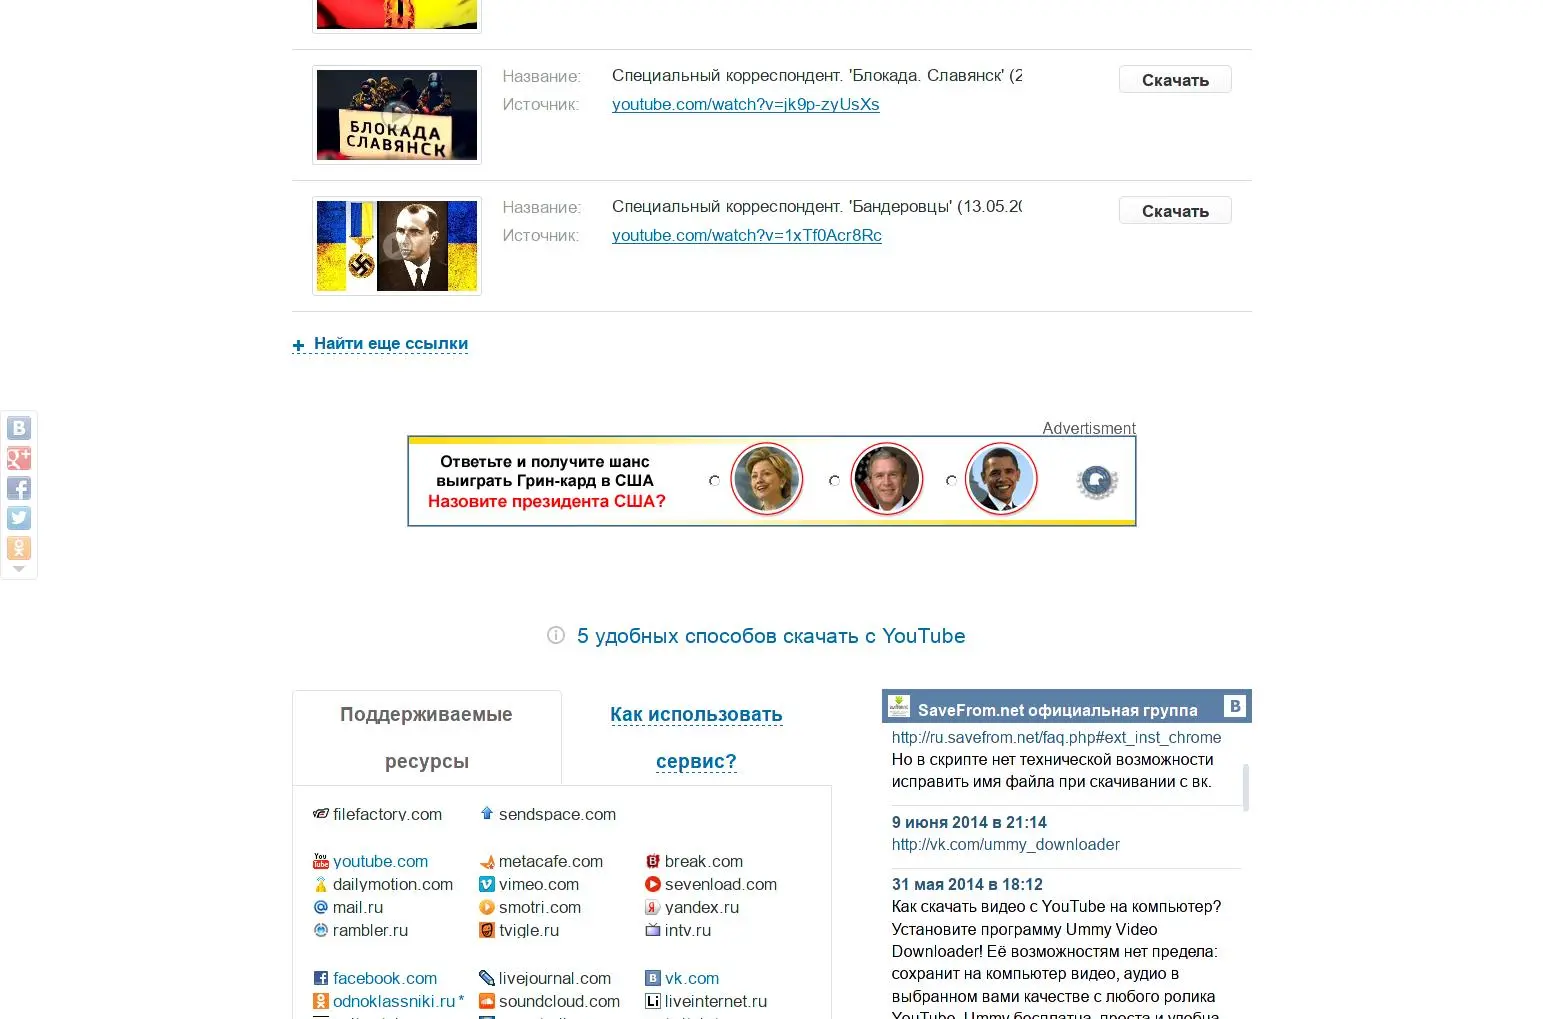 Название: Специальный корреспондент. 'Блокада. Славянск' (2
Скачать
Источник: youtube.com/watch?v=jk9p-zyUsXs
БЛОКАДА
СЛАВЯНСК
Название: Специальный корреспондент. 'Бандеровцы' (13.05.20
Скачать
Источник: youtube.com/watch?v=1xTf0Acr8Rc
+ Найти еще ссылки
Advertisment
Ответьте и получите шанс
выиграть Грин-кард в США
Назовите президента США?
5 удобных способов скачать с YouTube
Поддерживаемые
ресурсы
Как использовать
сервис?
filefactory.com sendspace.com
youtube.com metacafe.com break.com
dailymotion.com vimeo.com sevenload.com
mail.ru smotri.com yandex.ru
rambler.ru tvigle.ru intv.ru
facebook.com livejournal.com vk.com
odnoklassniki.ru * soundcloud.com liveinternet.ru
SaveFrom.net официальная группа
http://ru.savefrom.net/faq.php#ext_inst_chrome
Но в скрипте нет технической возможности
исправить имя файла при скачивании с вк.
9 июня 2014 в 21:14
http://vk.com/ummy_downloader
31 мая 2014 в 18:12
Как скачать видео с YouTube на компьютер?
Установите программу Ummy Video
Downloader! Её возможностям нет предела:
сохранит на компьютер видео, аудио в
выбранном вами качестве с любого ролика
YouTube. Ummy бесплатна, проста и удобна